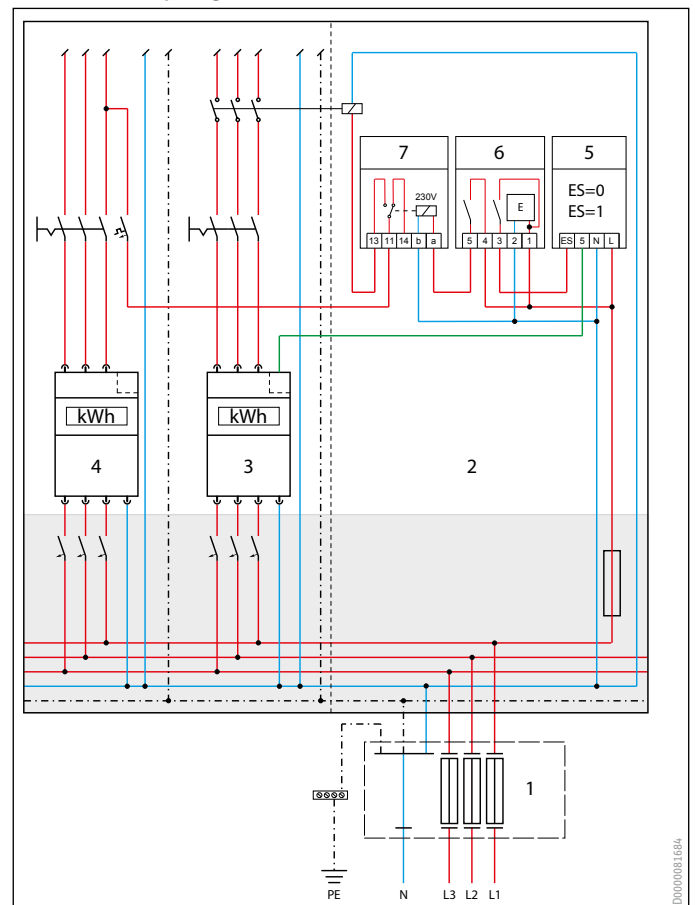 7 6 5
230V
E
ES=0
ES=1
13 11 14 b a
5 4 3 2 1
ES 5 N L
kWh
kWh
4
3
2
1
PE N L3 L2 L1
D0000081684